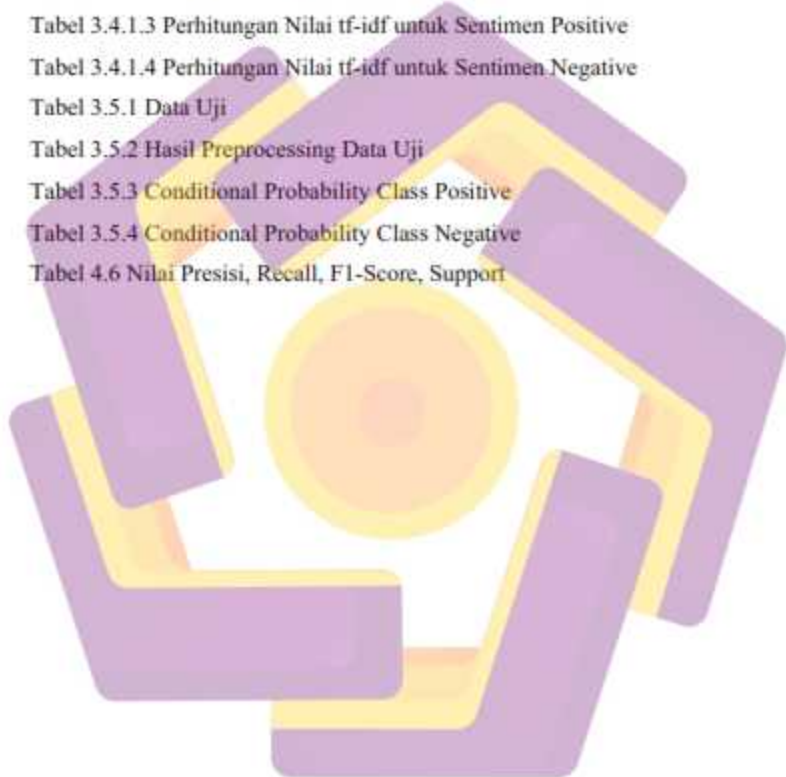 Tabel 3.4.1.3 Perhitungan Nilai tf-idf untuk Sentimen Positive
Tabel 3.4.1.4 Perhitungan Nilai tf-idf untuk Sentimen Negative
Tabel 3.5.1 Data Uji
Tabel 3.5.2 Hasil Preprocessing Data Uji
Tabel 3.5.3 Conditional Probability Class Positive
Tabel 3.5.4 Conditional Probability Class Negative
Tabel 4.6 Nilai Presisi, Recall, F1-Score, Support